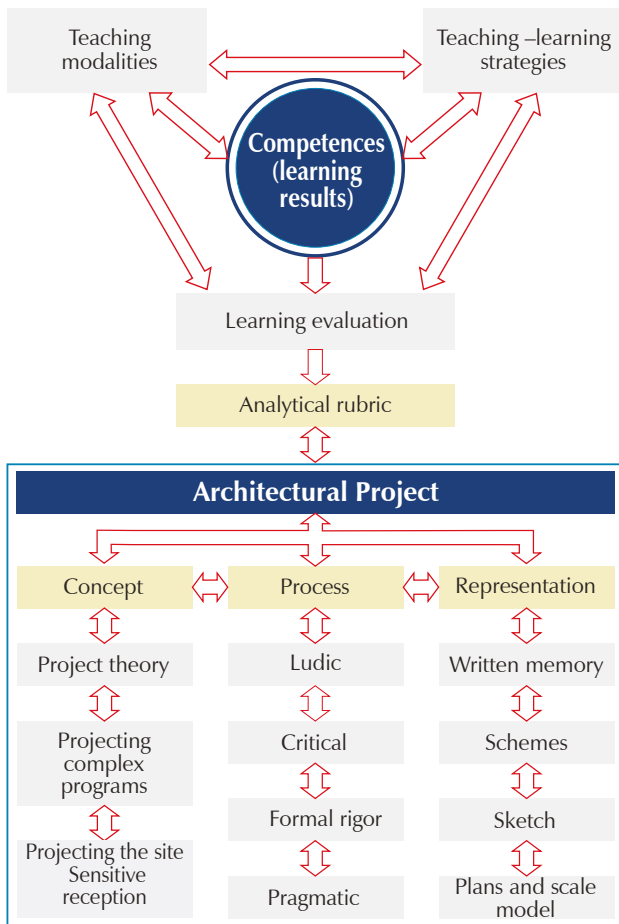 Teaching
modalities
Teaching –learning
strategies
Competences
(learning
results)
Learning evaluation
Analytical rubric
Architectural Project
Concept
Process
Representation
Project theory
Ludic
Written memory
Projecting
complex
programs
Critical
Schemes
Formal rigor
Sketch
Projecting the site
Sensitive
reception
Pragmatic
Plans and scale
model